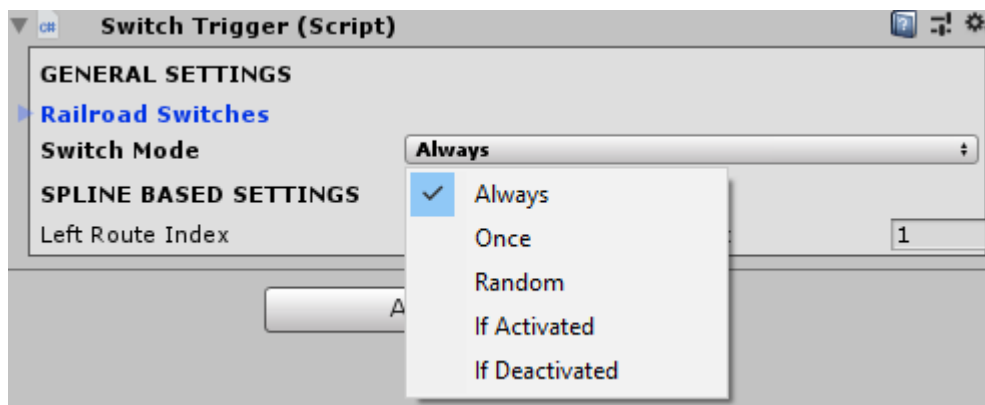 C# Switch Trigger (Script)
GENERAL SETTINGS
Railroad Switches
Switch Mode Always
SPLINE BASED SETTINGS
Left Route Index 1
Always
Once
Random
If Activated
If Deactivated
A